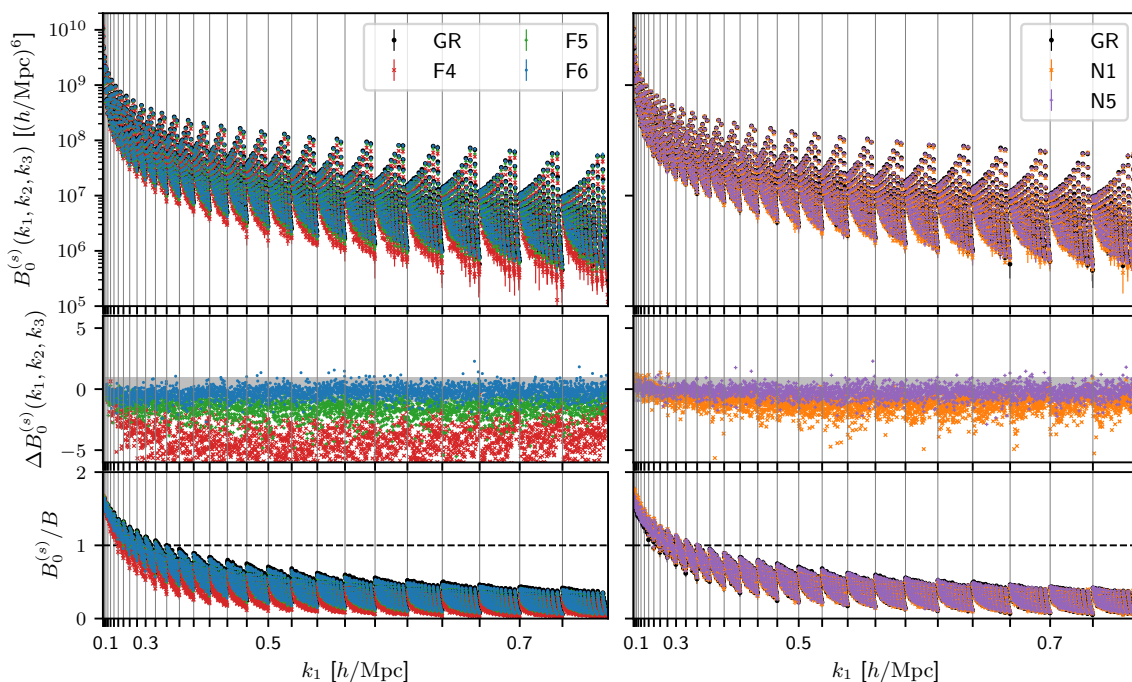 10^{10}
10^9
10^8
10^7
10^6
10^5
B_0^{(s)}(k_1, k_2, k_3) [(h/Mpc)^6]
GR
F4
F5
F6
GR
N1
N5
5
0
−5
ΔB_0^{(s)}(k_1, k_2, k_3)
2
1
0
B_0^{(s)}/B
0.1 0.3 0.5 0.7
0.1 0.3 0.5 0.7
k_1 [h/Mpc]
k_1 [h/Mpc]